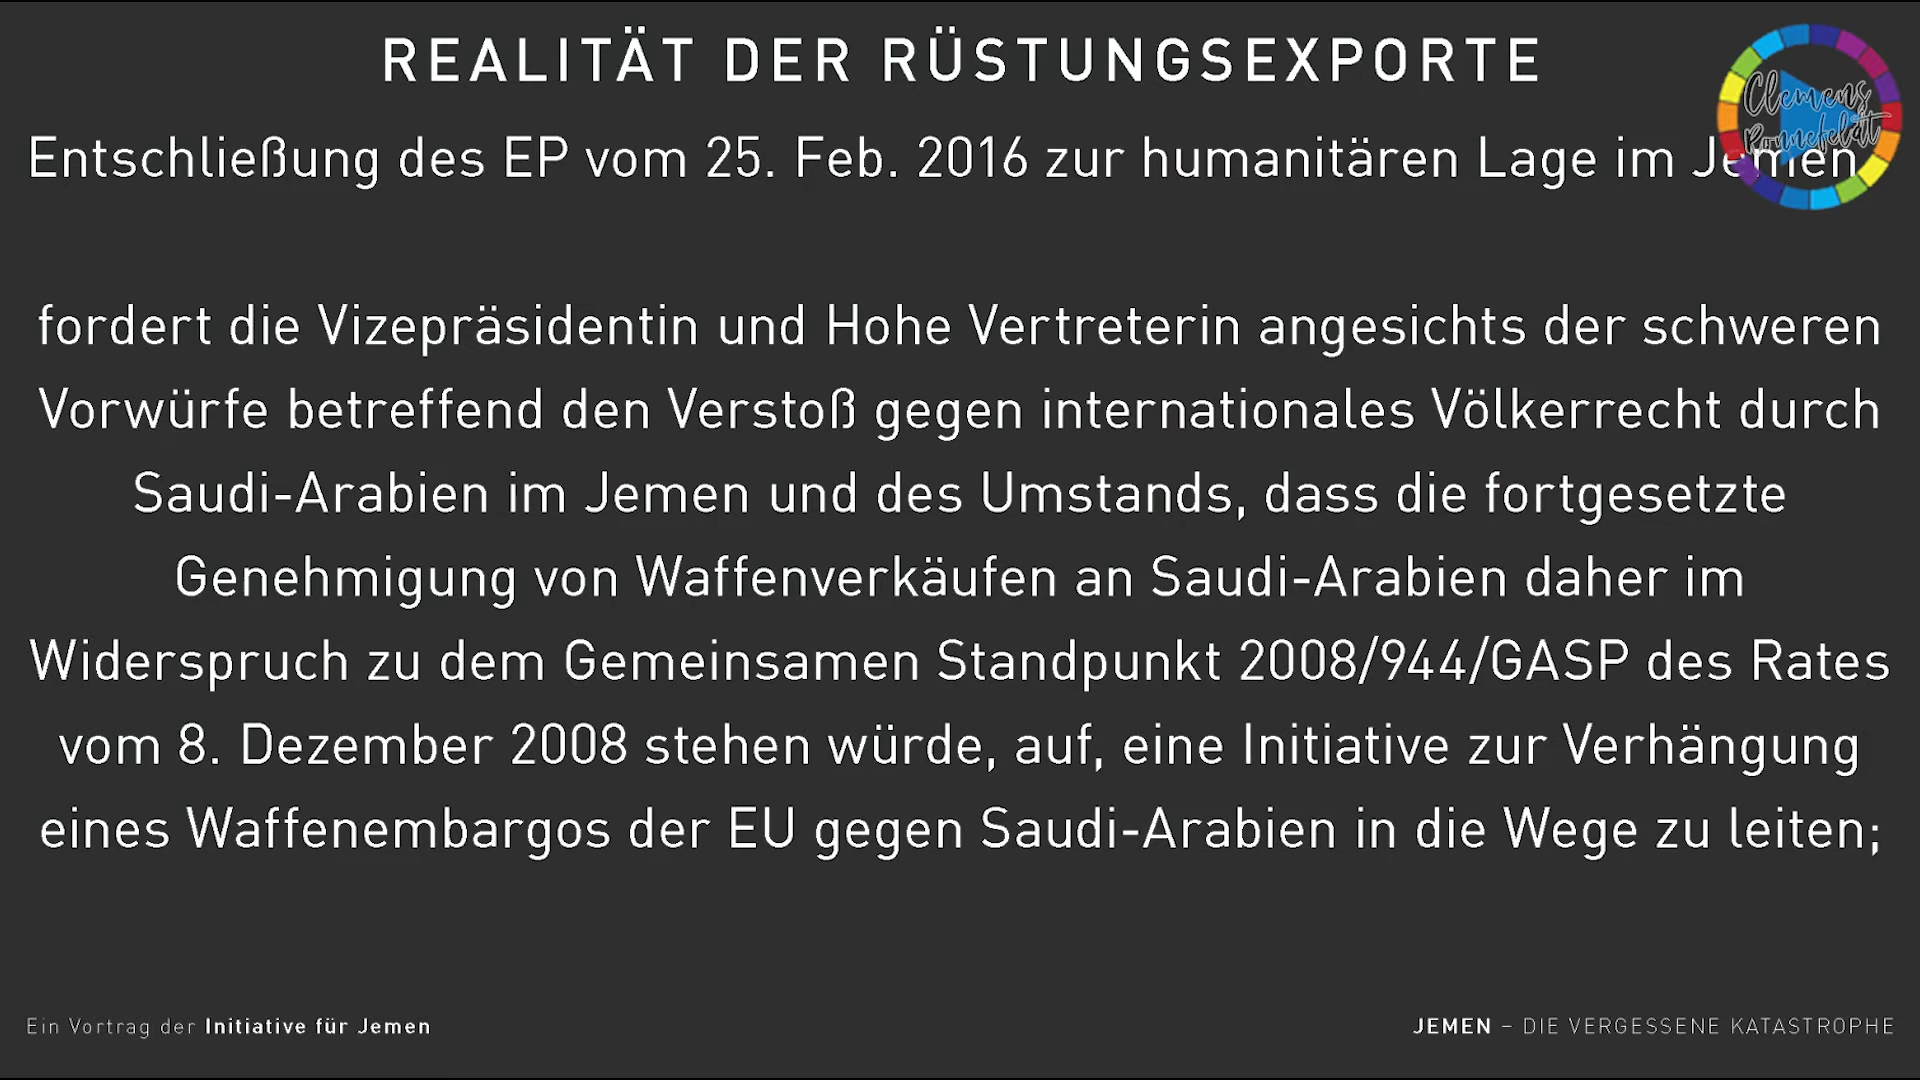 REALITÄT DER RÜSTUNGSEXPORTE
Clemens
Ronnefeldt
Entschließung des EP vom 25. Feb. 2016 zur humanitären Lage im Jemen
fordert die Vizepräsidentin und Hohe Vertreterin angesichts der schweren
Vorwürfe betreffend den Verstoß gegen internationales Völkerrecht durch
Saudi-Arabien im Jemen und des Umstands, dass die fortgesetzte
Genehmigung von Waffenverkäufen an Saudi-Arabien daher im
Widerspruch zu dem Gemeinsamen Standpunkt 2008/944/GASP des Rates
vom 8. Dezember 2008 stehen würde, auf, eine Initiative zur Verhängung
eines Waffenembargos der EU gegen Saudi-Arabien in die Wege zu leiten;
Ein Vortrag der Initiative für Jemen
JEMEN – DIE VERGESSENE KATASTROPHE